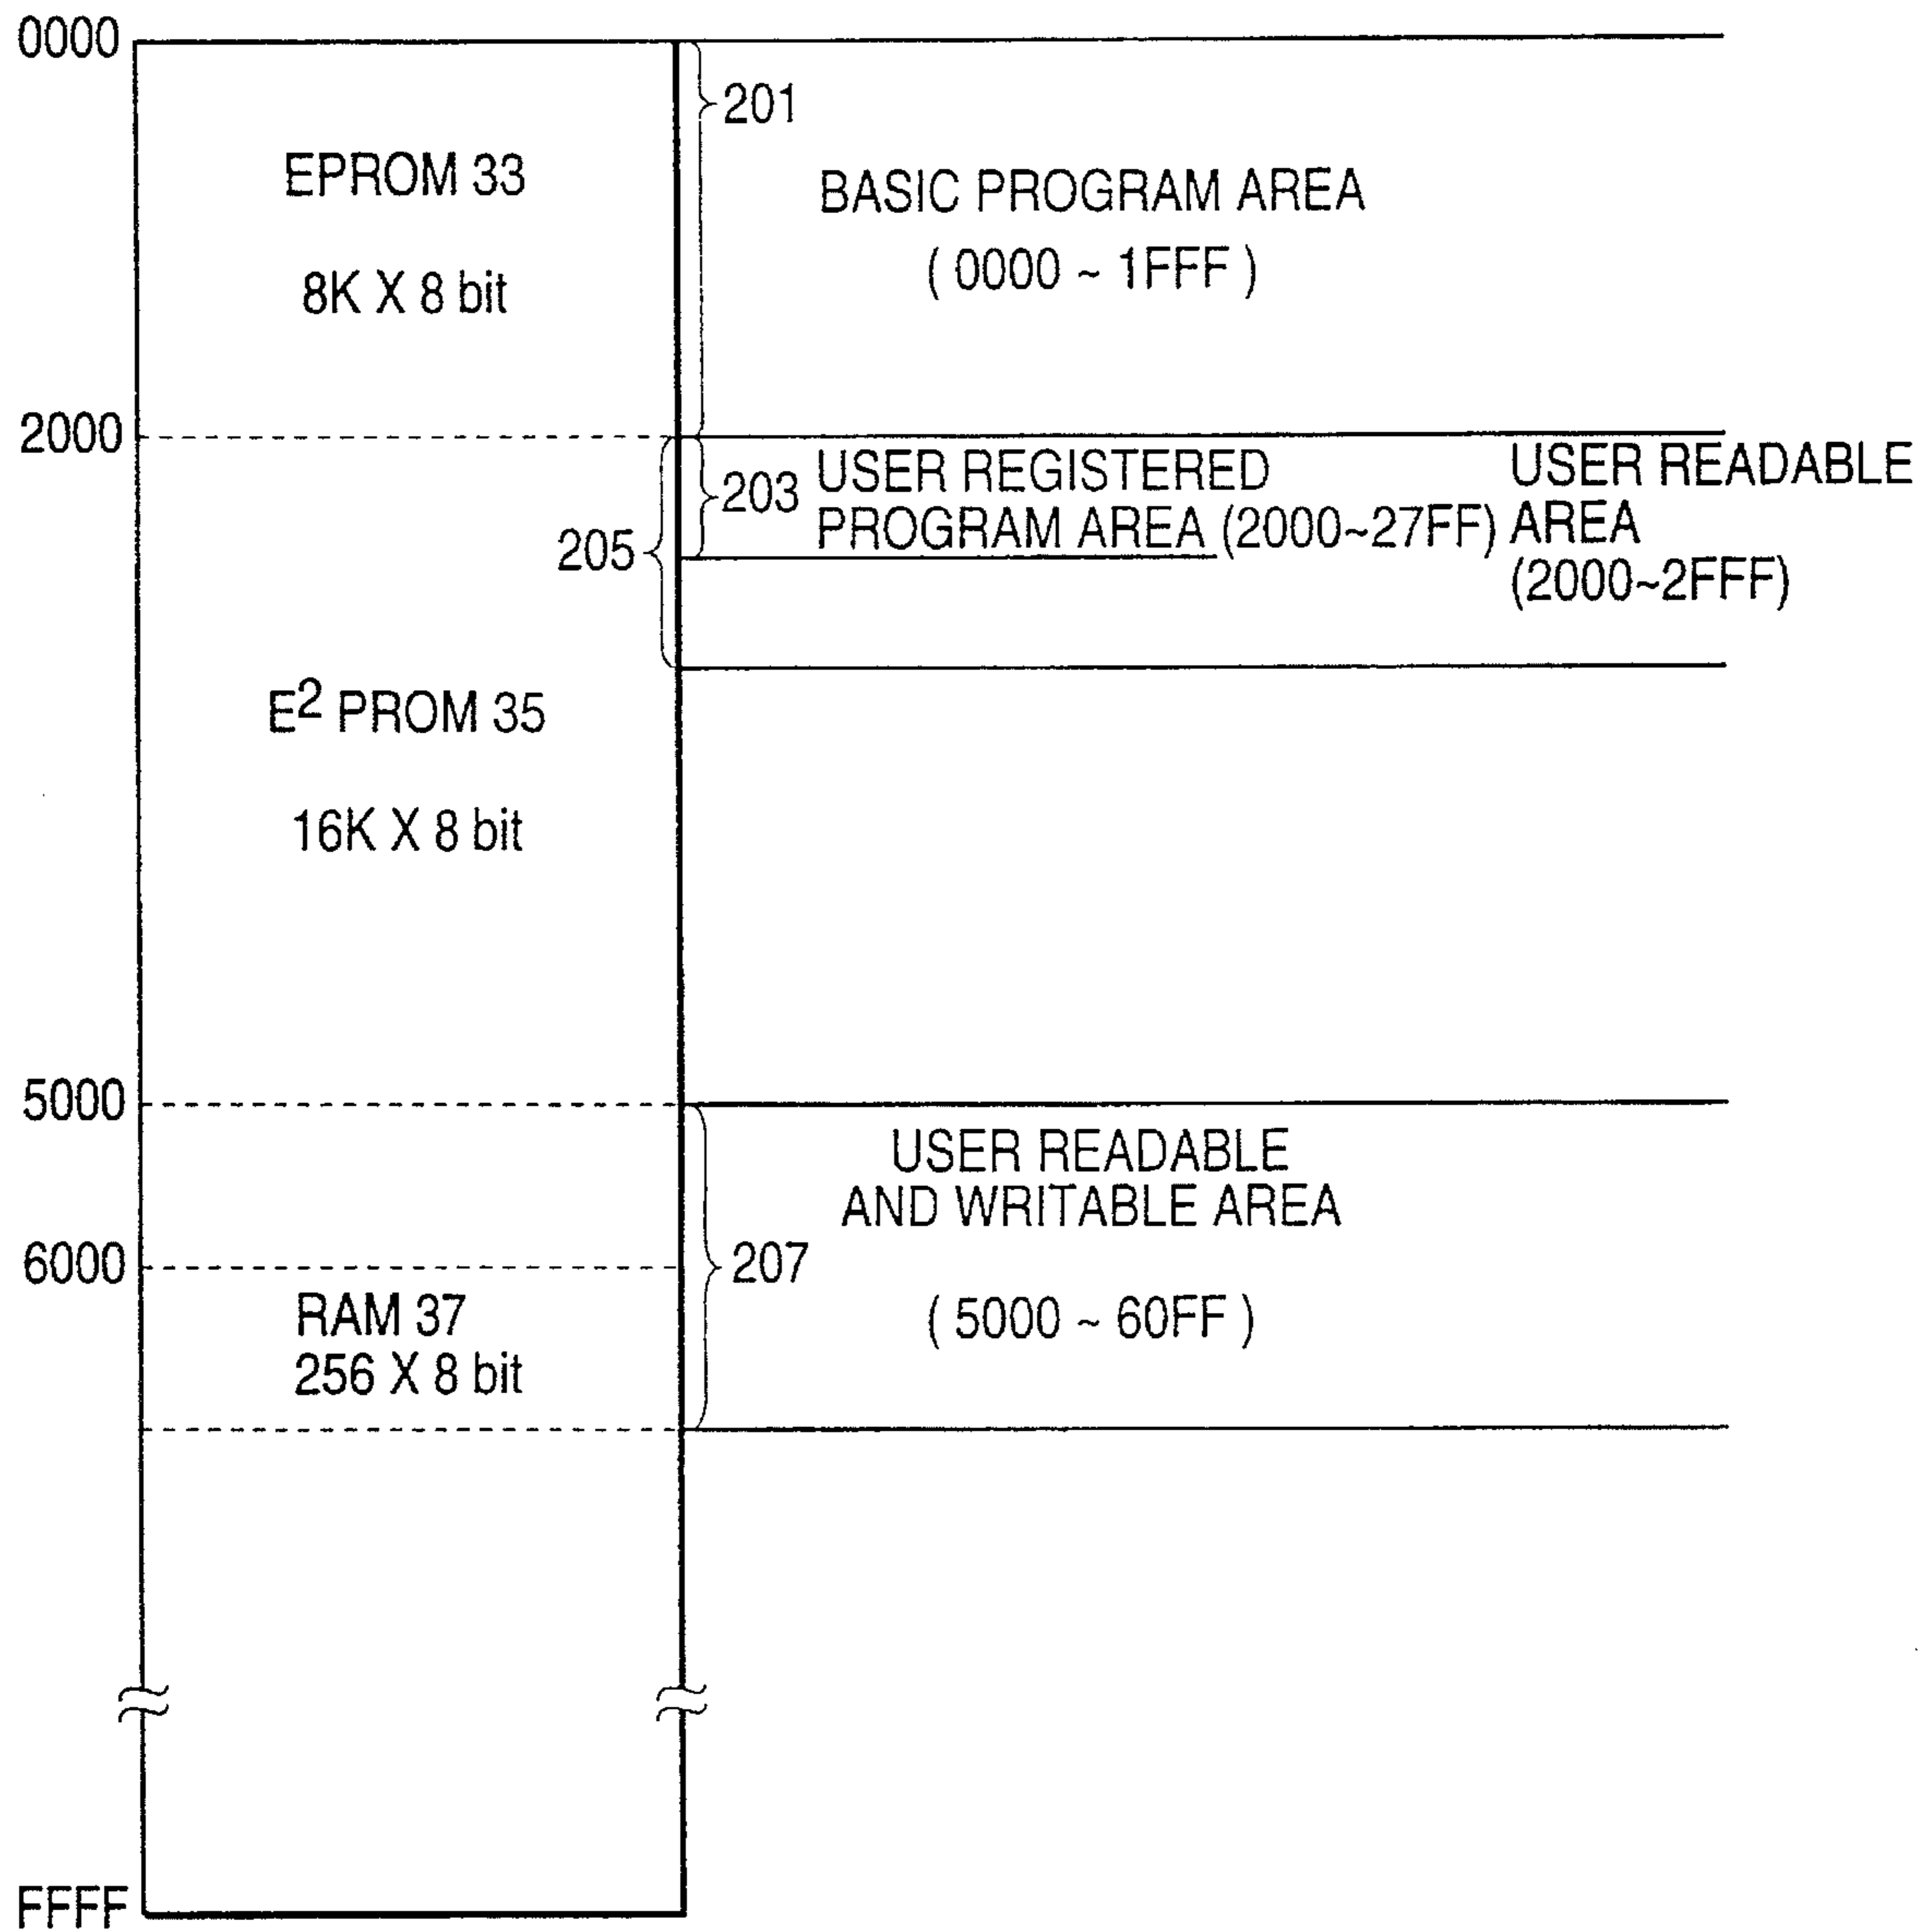 0000
201
EPROM 33
8K X 8 bit
BASIC PROGRAM AREA
( 0000 ~ 1FFF )
2000
203
USER REGISTERED
PROGRAM AREA (2000~27FF)
USER READABLE
AREA
(2000~2FFF)
205
E² PROM 35
16K X 8 bit
5000
USER READABLE
AND WRITABLE AREA
6000
207
RAM 37
256 X 8 bit
( 5000 ~ 60FF )
FFFF